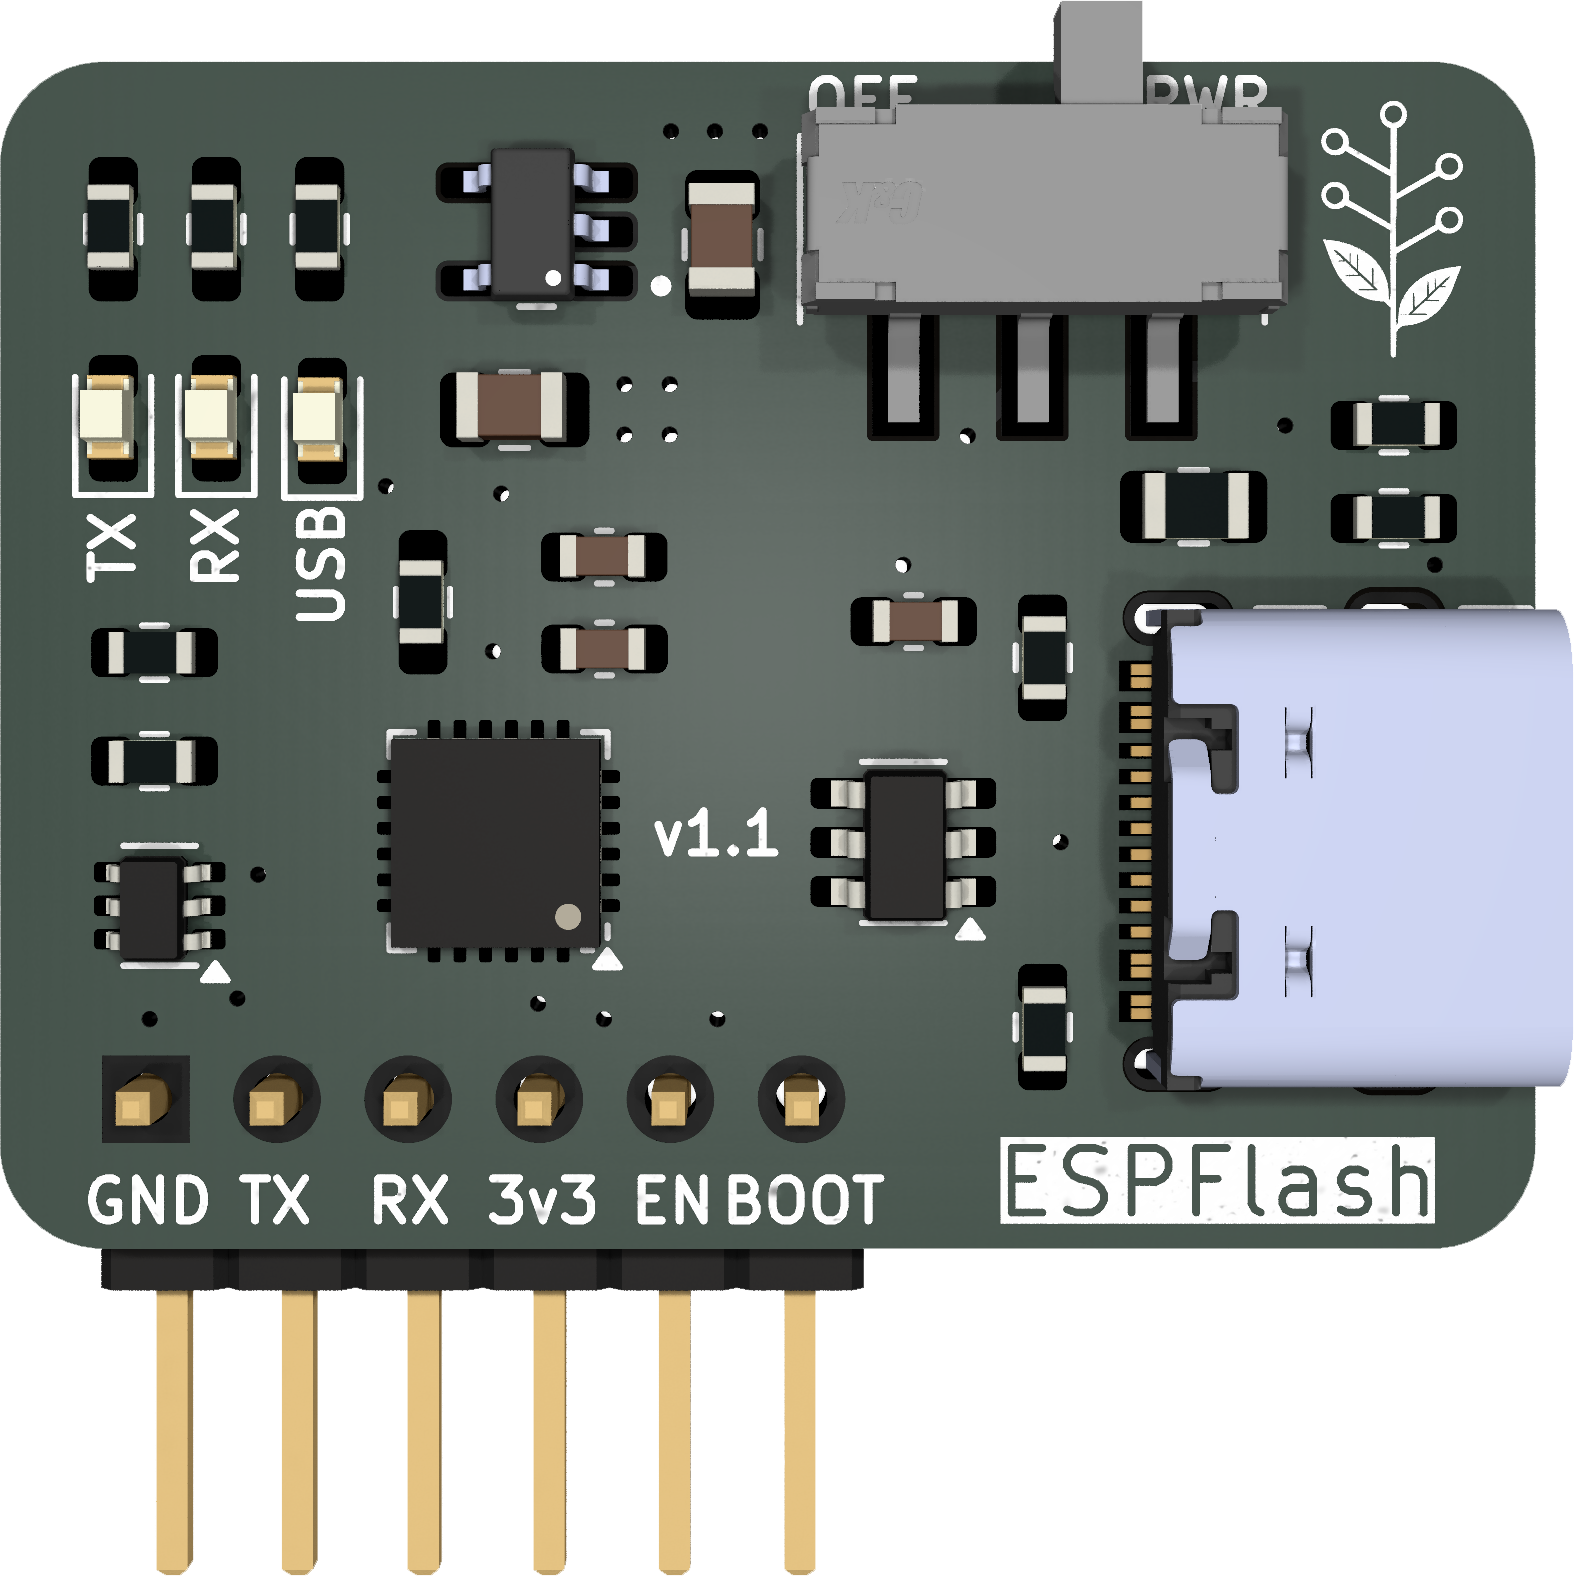 OFF
PWR
C&K
TX
RX
USB
v1.1
GND
TX
RX
3v3
EN
BOOT
ESPFlash